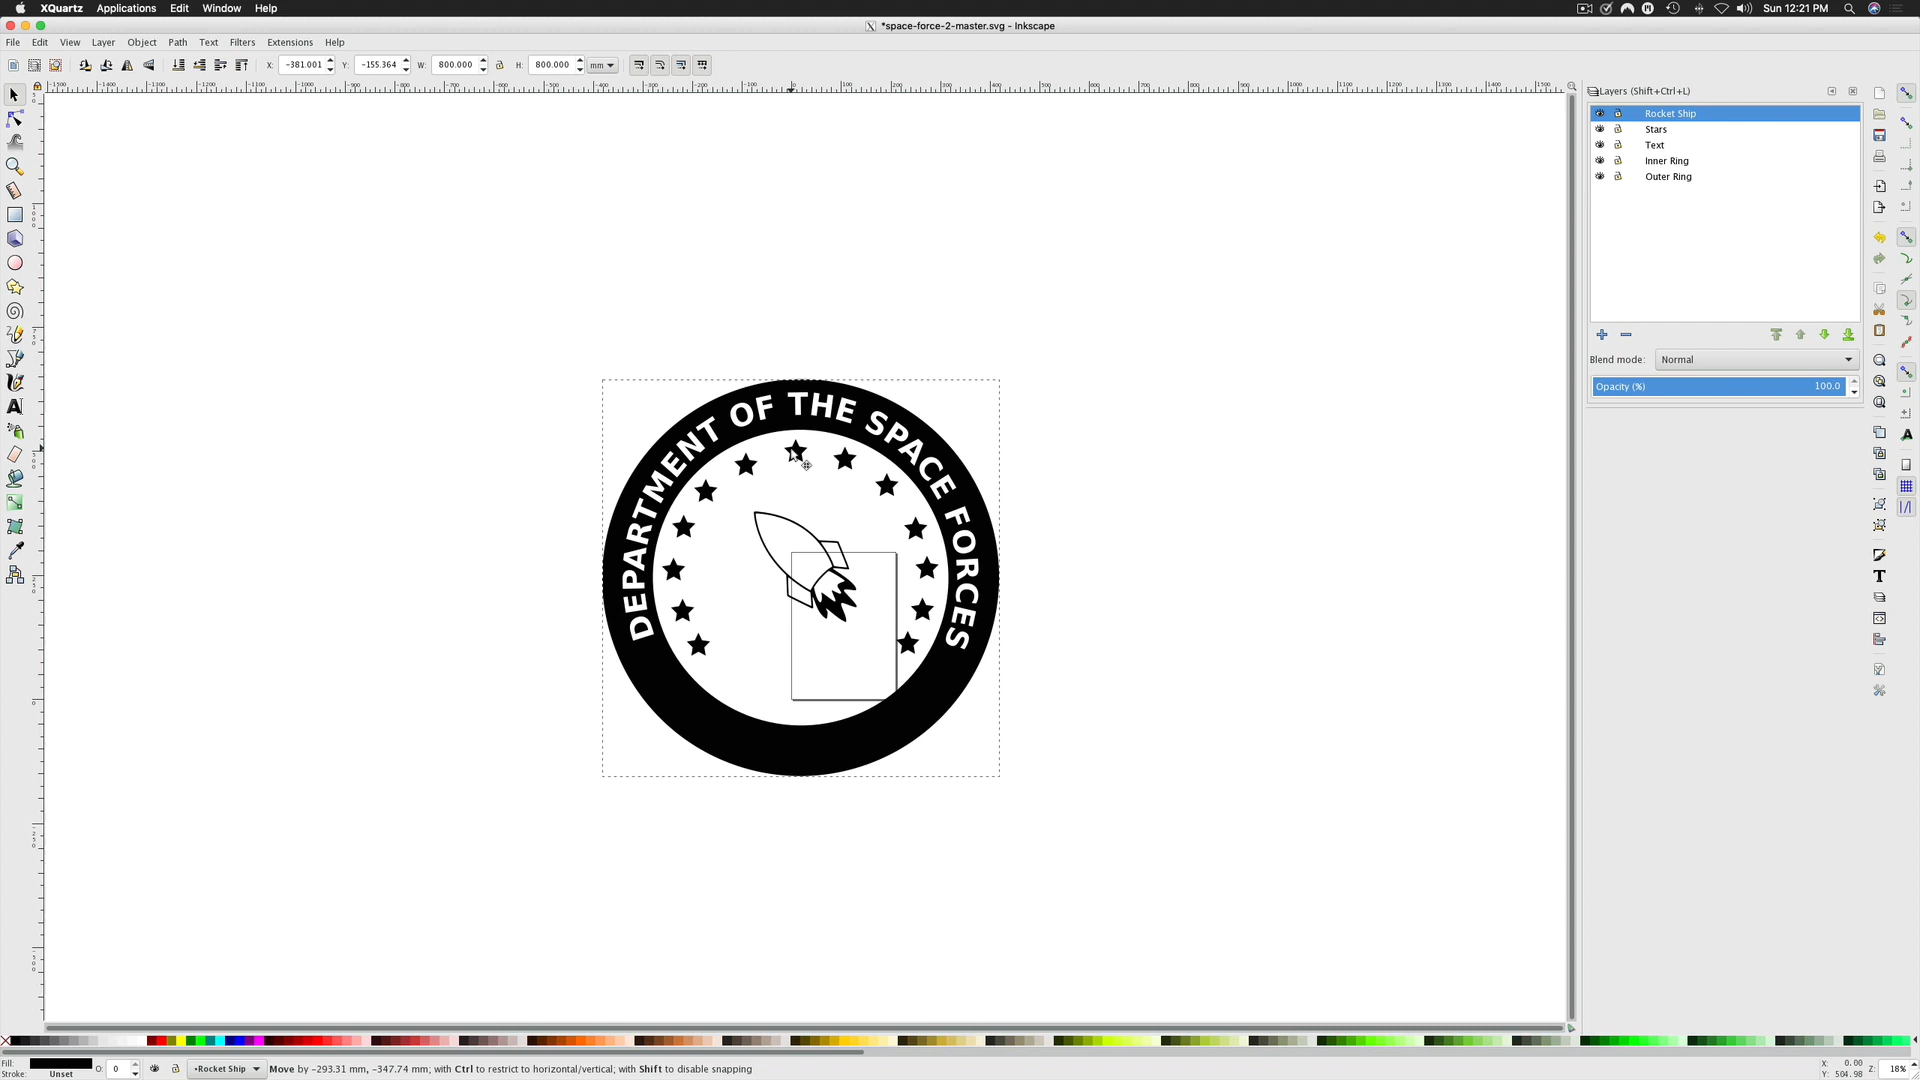 XQuartz Applications Edit Window Help
Sun 12:21 PM
*space-force-2-master.svg - Inkscape
File Edit View Layer Object Path Text Filters Extensions Help
X: -381.001 Y: -155.364 W: 800.000 H: 800.000 mm
Layers (Shift+Ctrl+L)
Rocket Ship
Stars
Text
Inner Ring
Outer Ring
Blend mode: Normal
Opacity (%) 100.0
DEPARTMENT OF THE SPACE FORCES
Fill:
Stroke: Unset
O: 0
•Rocket Ship
Move by -293.31 mm, -347.74 mm; with Ctrl to restrict to horizontal/vertical; with Shift to disable snapping
X: 0.00
Y: 504.98
Z: 18%